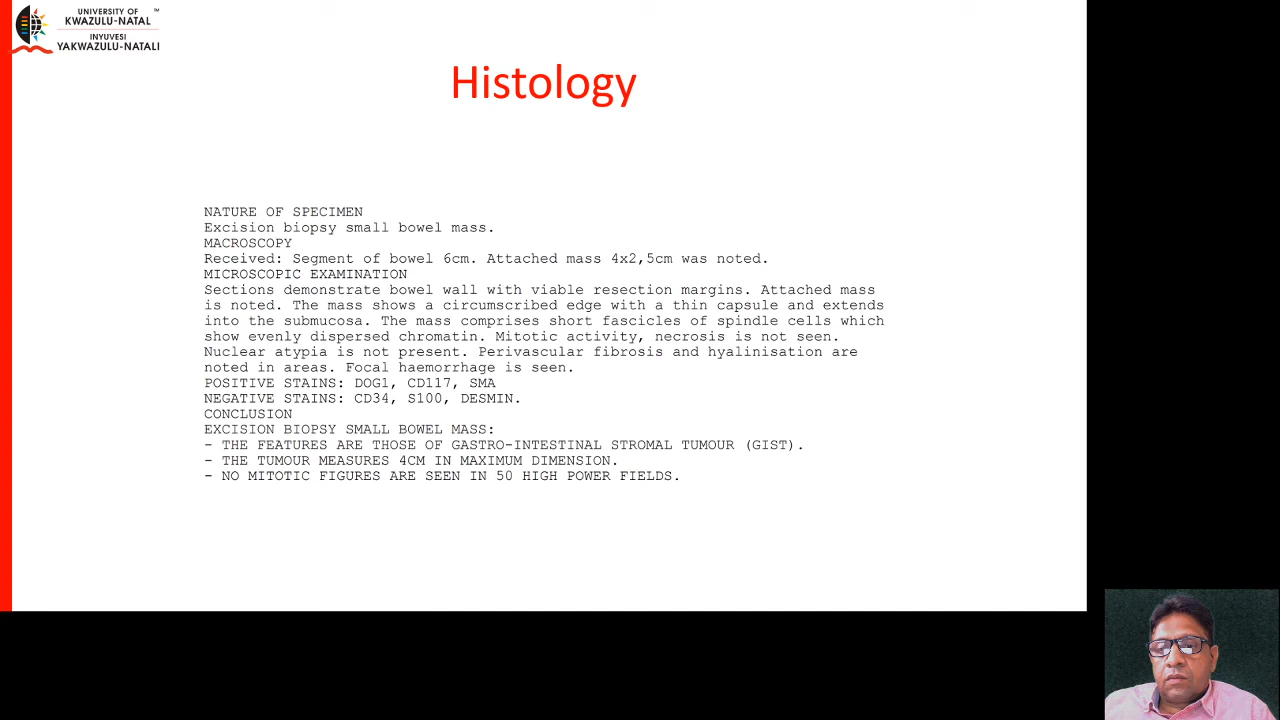 UNIVERSITY OF ™
KWAZULU-NATAL
INYUVESI
YAKWAZULU-NATALI
Histology
NATURE OF SPECIMEN
Excision biopsy small bowel mass.
MACROSCOPY
Received: Segment of bowel 6cm. Attached mass 4x2,5cm was noted.
MICROSCOPIC EXAMINATION
Sections demonstrate bowel wall with viable resection margins. Attached mass
is noted. The mass shows a circumscribed edge with a thin capsule and extends
into the submucosa. The mass comprises short fascicles of spindle cells which
show evenly dispersed chromatin. Mitotic activity, necrosis is not seen.
Nuclear atypia is not present. Perivascular fibrosis and hyalinisation are
noted in areas. Focal haemorrhage is seen.
POSITIVE STAINS: DOG1, CD117, SMA
NEGATIVE STAINS: CD34, S100, DESMIN.
CONCLUSION
EXCISION BIOPSY SMALL BOWEL MASS:
- THE FEATURES ARE THOSE OF GASTRO-INTESTINAL STROMAL TUMOUR (GIST).
- THE TUMOUR MEASURES 4CM IN MAXIMUM DIMENSION.
- NO MITOTIC FIGURES ARE SEEN IN 50 HIGH POWER FIELDS.